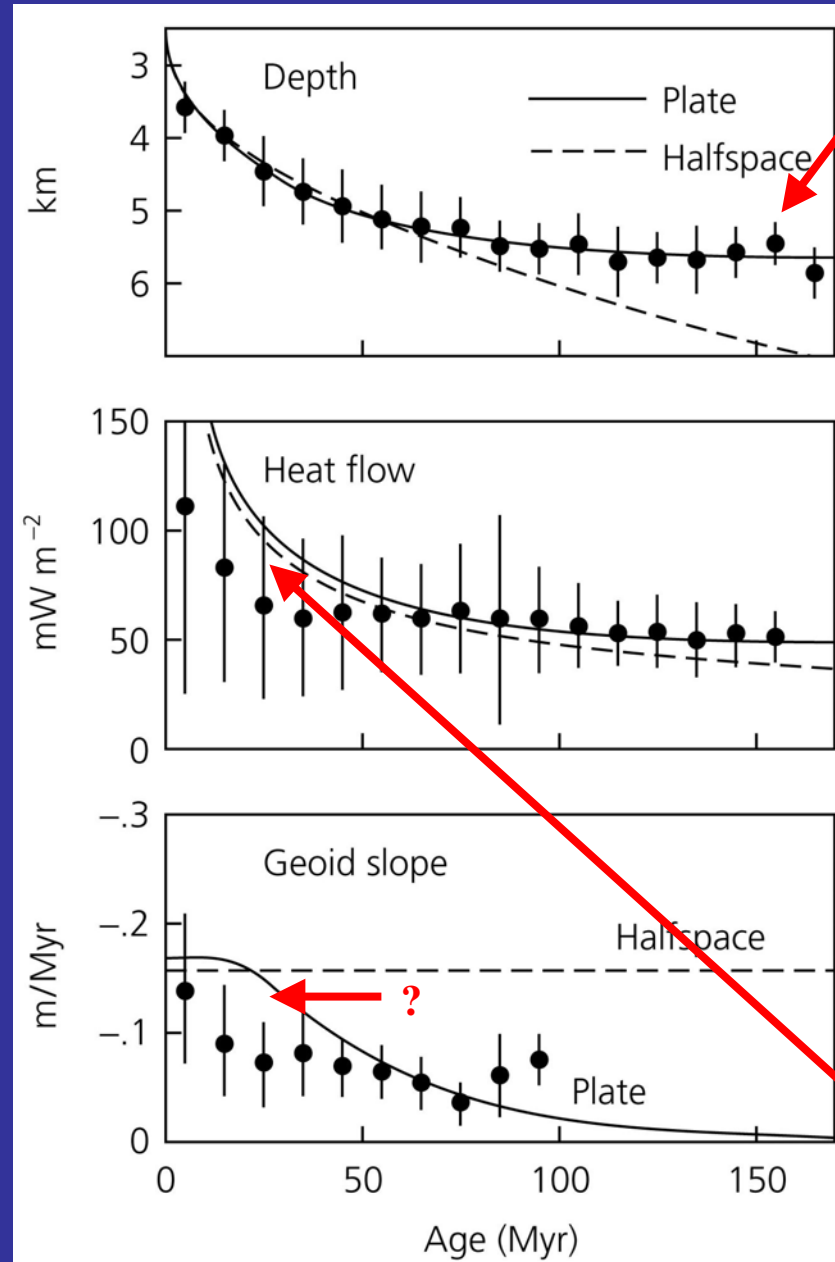 Depth
Plate
Halfspace
3
4
5
6
km
150
100
50
0
Heat flow
mW m⁻²
–.3
–.2
–.1
0
Geoid slope
Halfspace
?
Plate
m/Myr
0
50
100
150
Age (Myr)